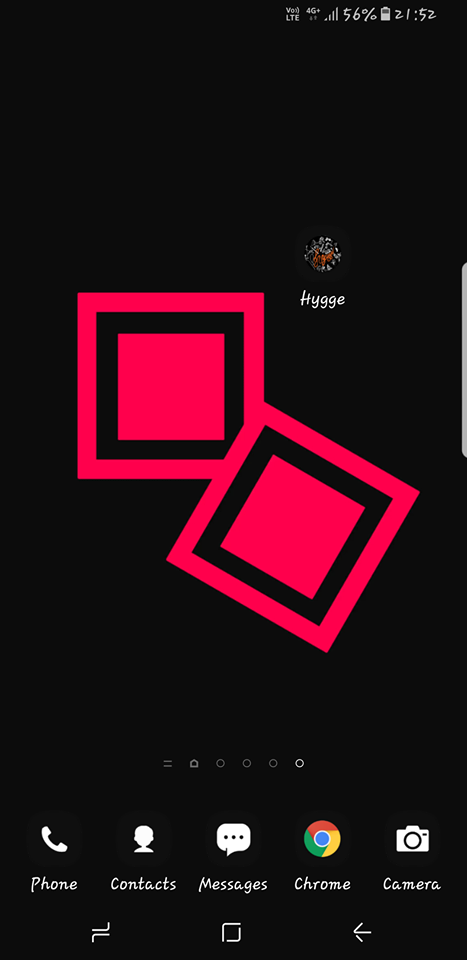 Vo)) LTE 4G+ 56% 21:52
Hygge
Phone Contacts Messages Chrome Camera